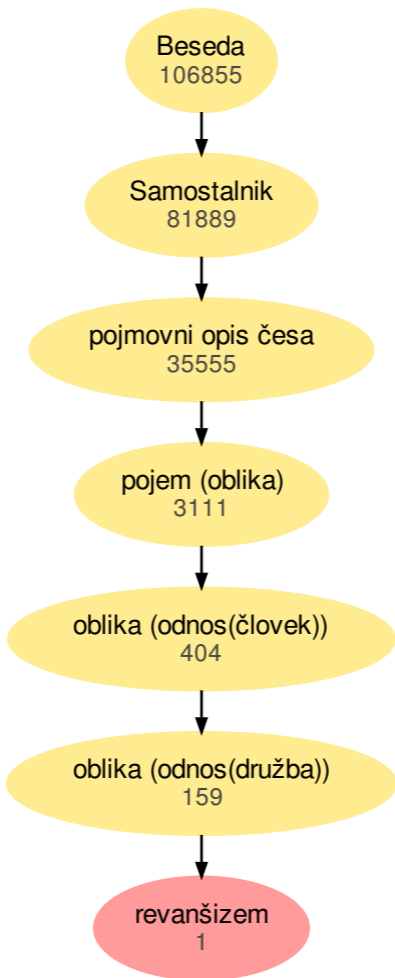 Beseda
106855
Samostalnik
81889
pojmovni opis česa
35555
pojem (oblika)
3111
oblika (odnos(človek))
404
oblika (odnos(družba))
159
revanšizem
1